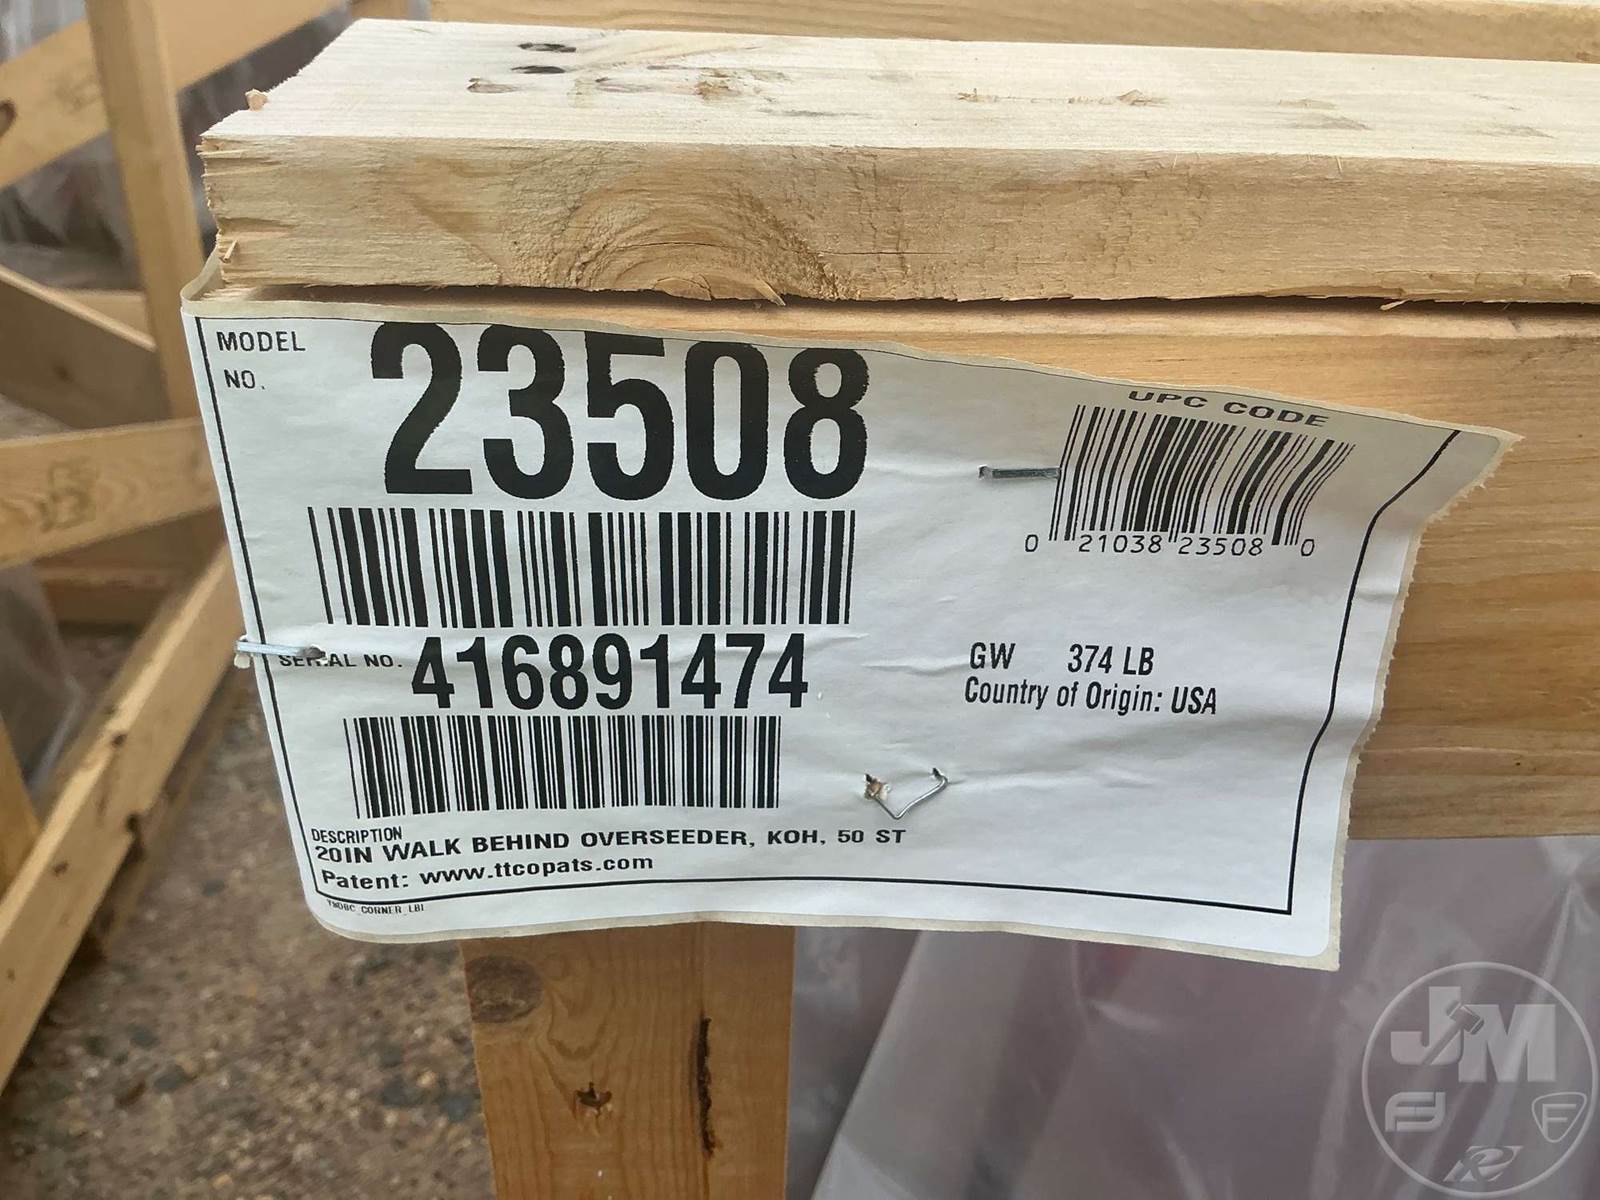 MODEL
NO.
23508
UPC CODE
0 21038 23508 0
SERIAL NO. 416891474
GW 374 LB
Country of Origin: USA
DESCRIPTION
20IN WALK BEHIND OVERSEEDER, KOH, 50 ST
Patent: www.ttcopats.com
JM